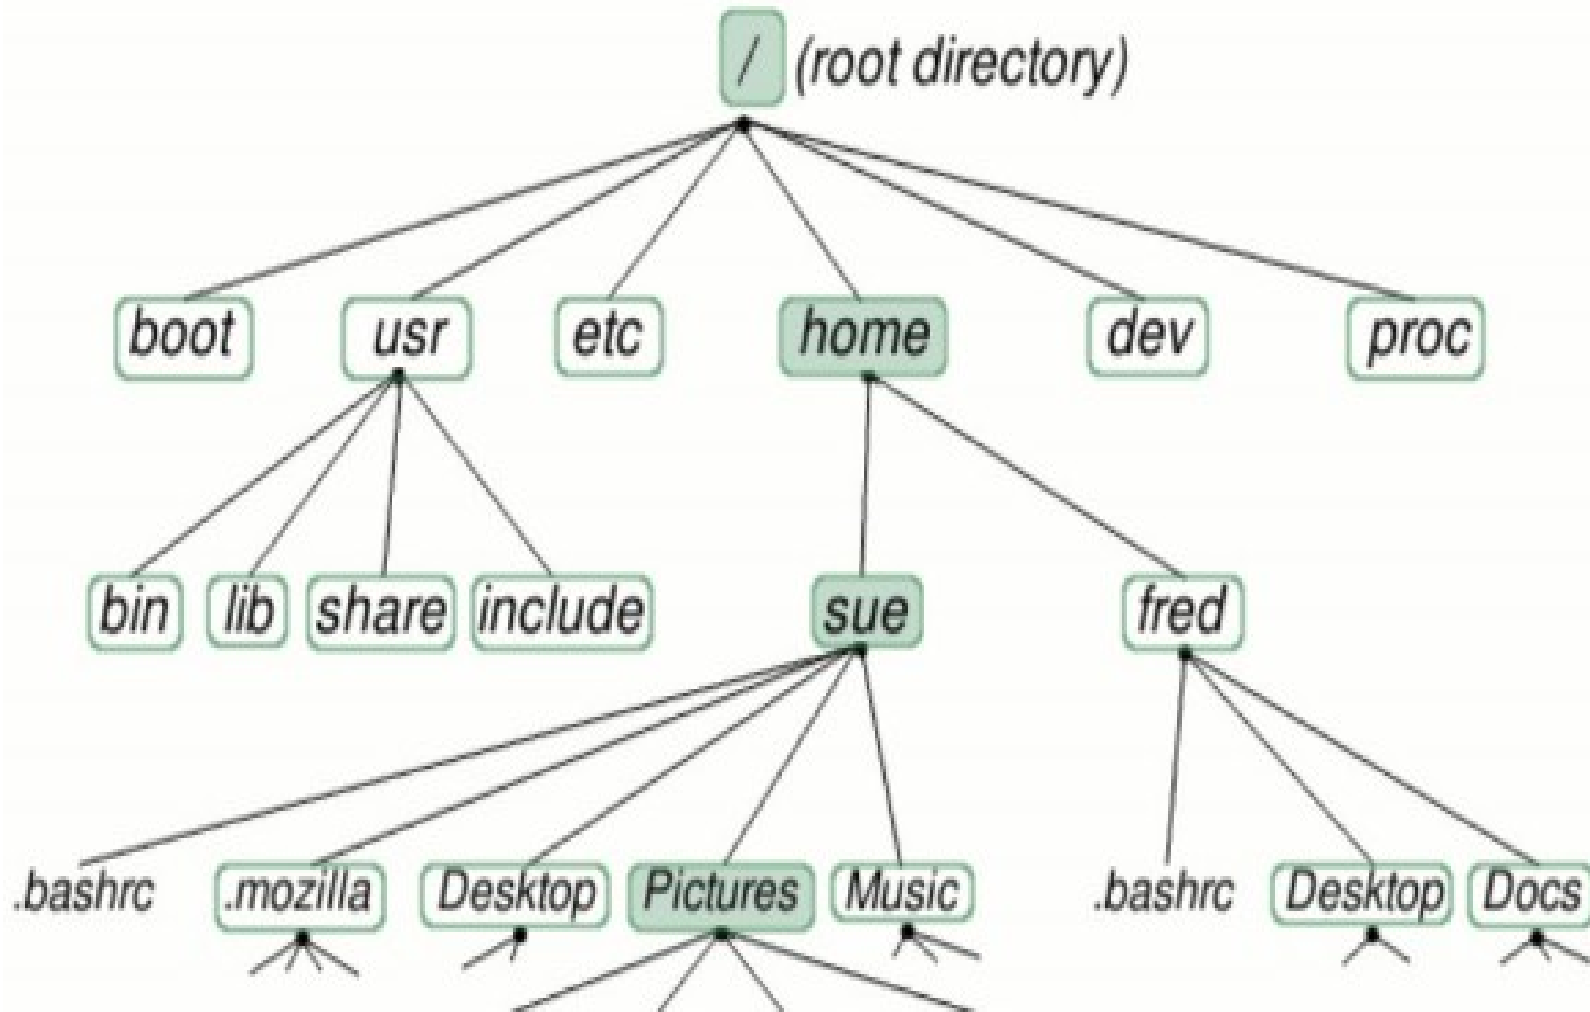 / (root directory)
boot usr etc home dev proc
bin lib share include sue fred
.bashrc .mozilla Desktop Pictures Music .bashrc Desktop Docs